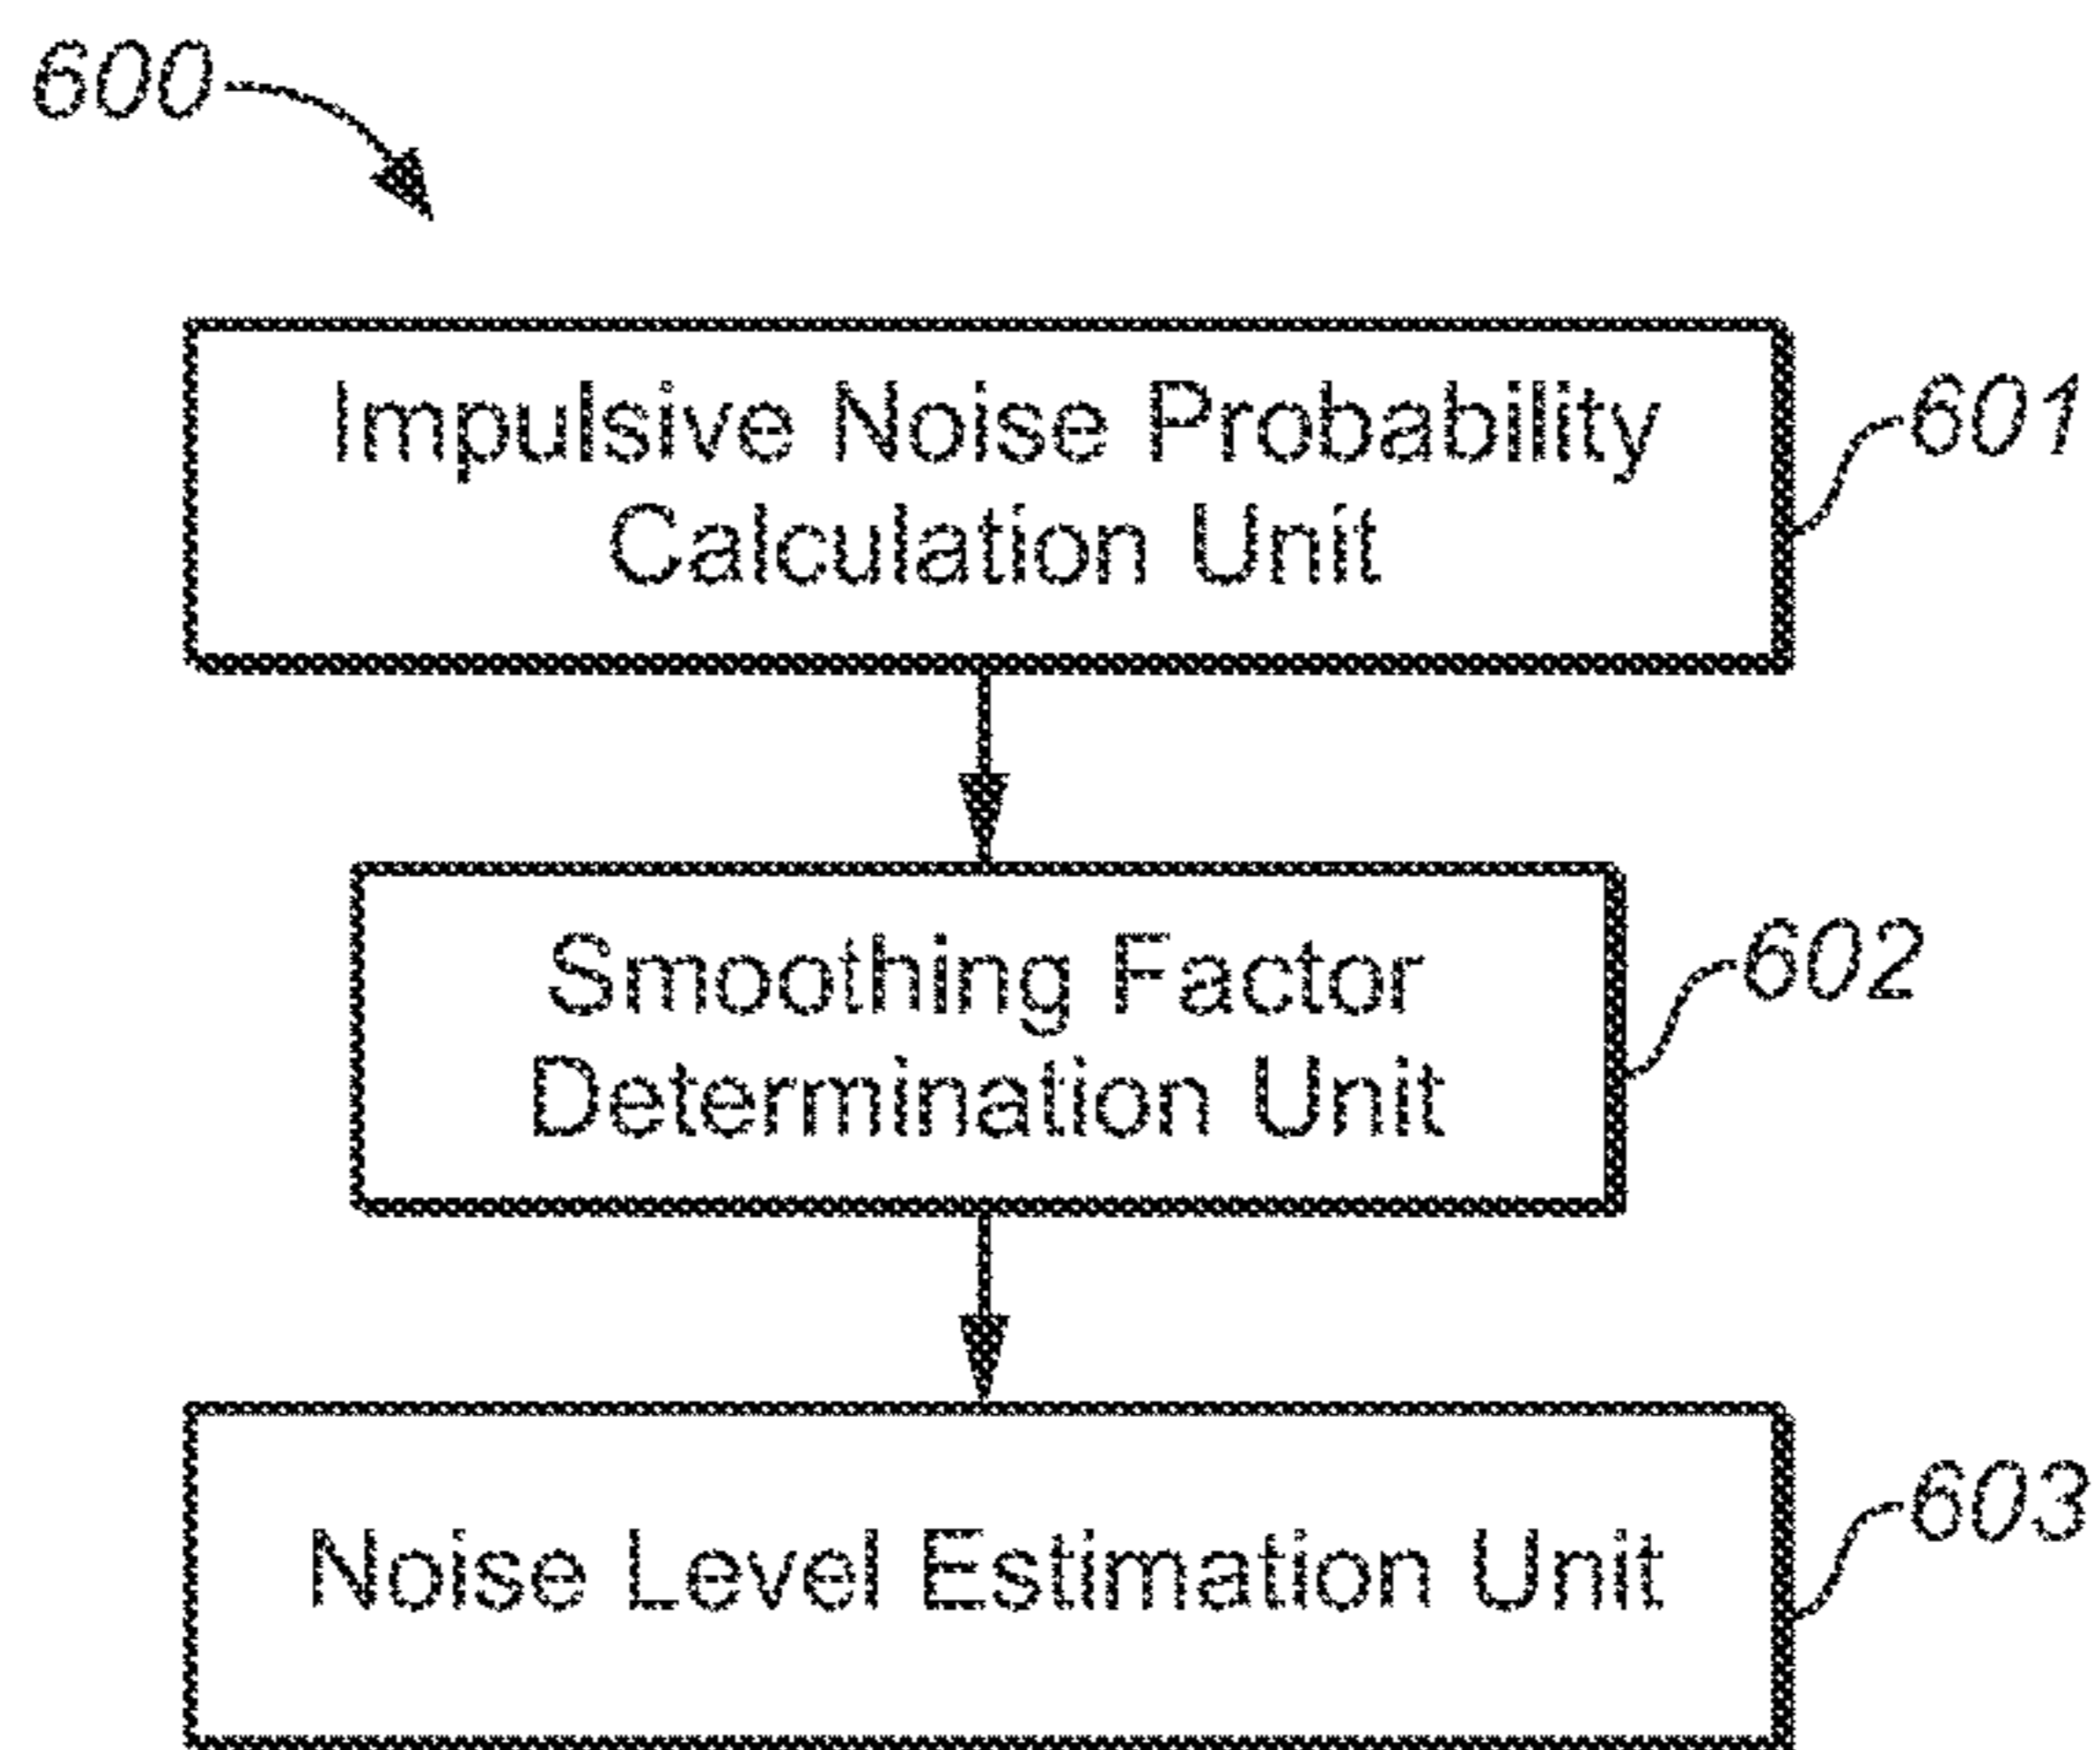 600
Impulsive Noise Probability
Calculation Unit
601
Smoothing Factor
Determination Unit
602
Noise Level Estimation Unit
603